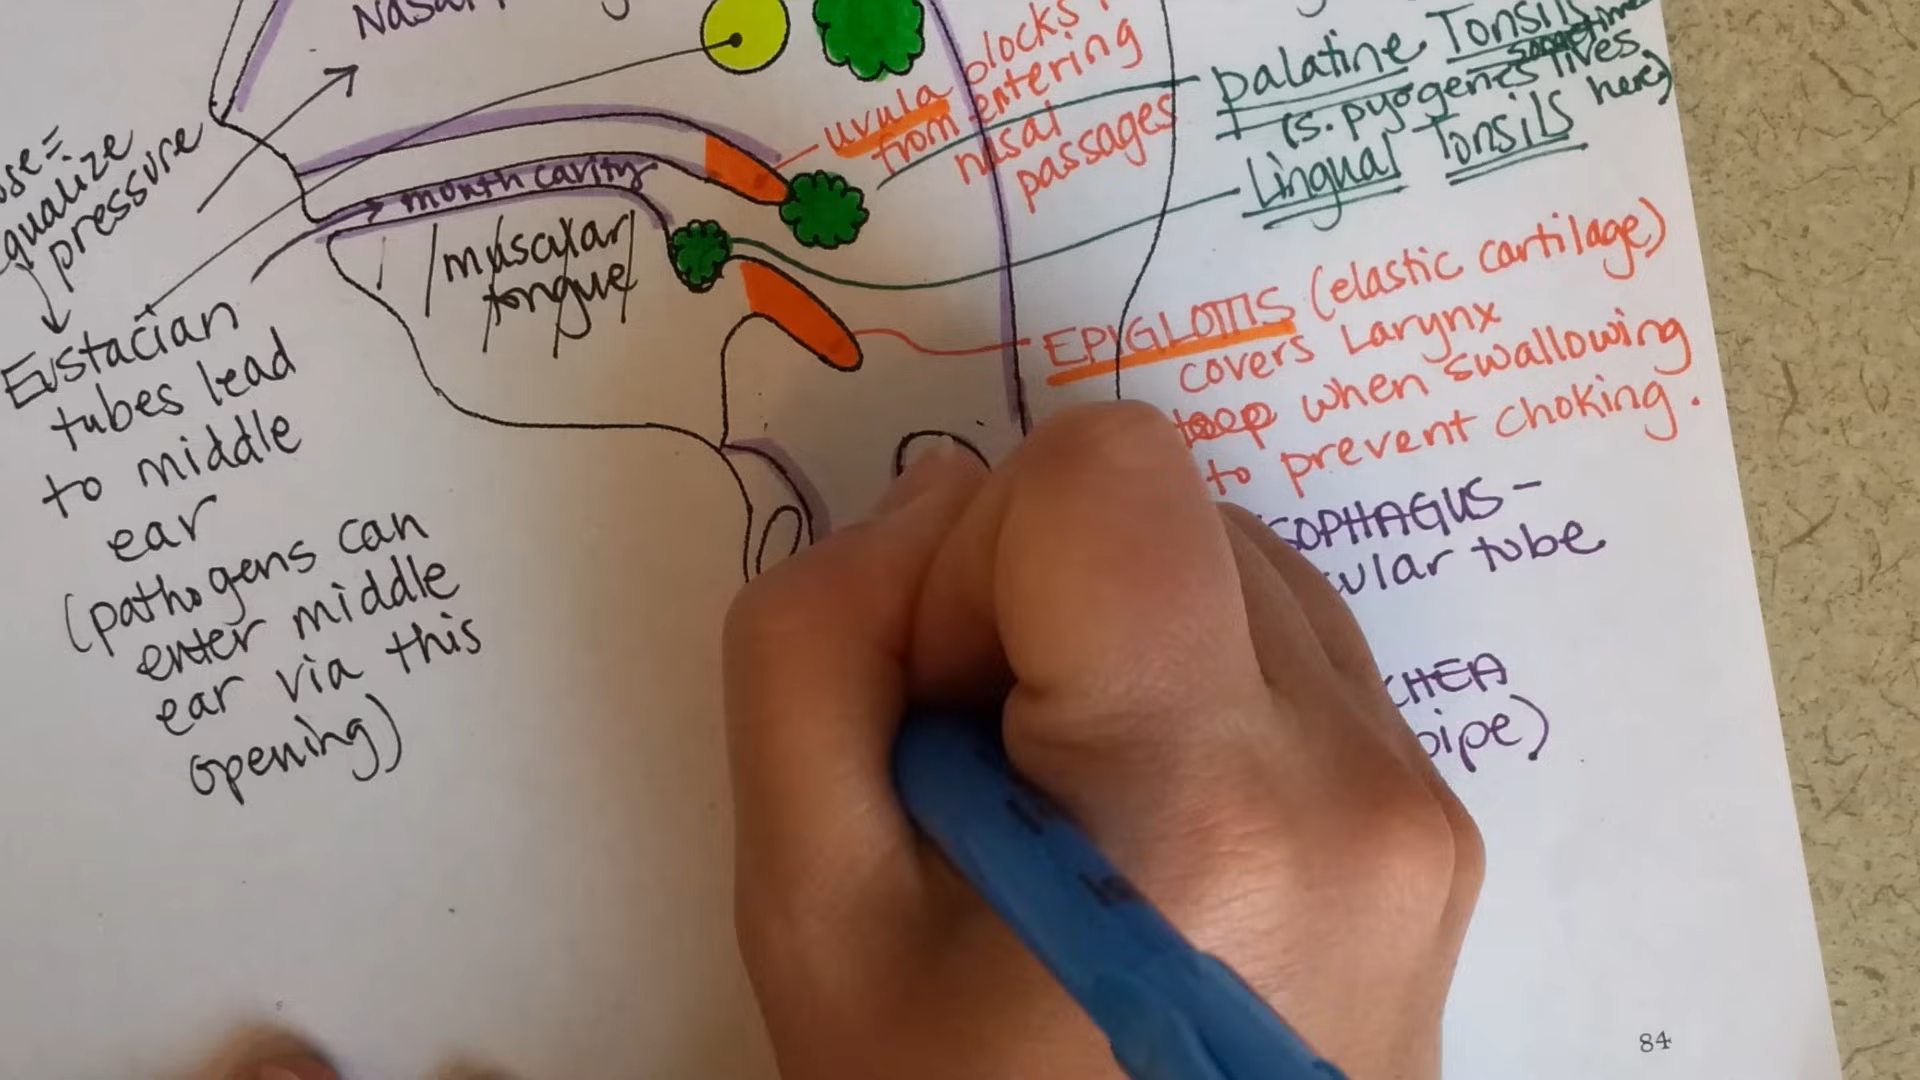 Nasal
equalize
pressure
Eustacian
tubes lead
to middle
ear
(pathogens can
enter middle
ear via this
opening)
mouth cavity
muscular
tongue
uvula blocks
from entering
nasal
passages
palatine Tonsils
(s. pyogenes lives
here)
Lingual Tonsils
EPIGLOTTIS (elastic cartilage)
covers Larynx
when swallowing
to prevent choking.
SOPHAGUS -
ular tube
CHEA
pipe)
84